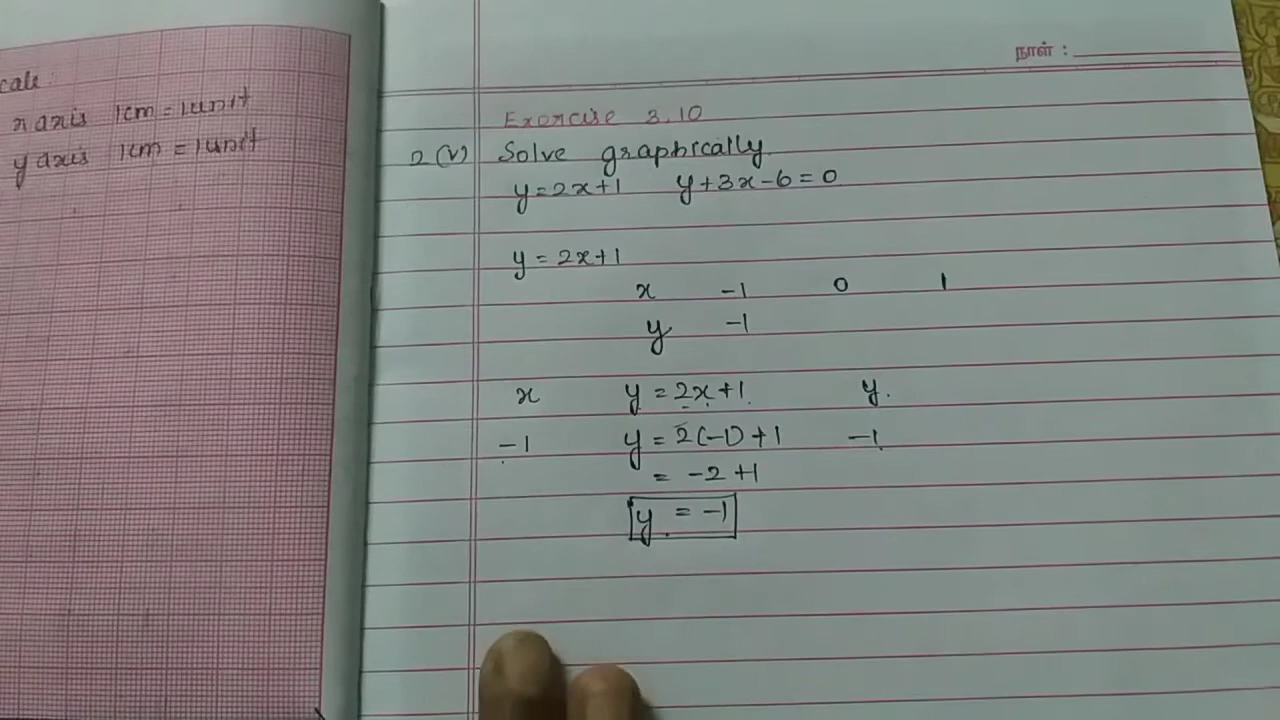 cale:
x axis 1cm = 1unit
y axis 1cm = 1unit
நாள் :
Exercise 3.10
2 (v) Solve graphically
y = 2x+1 y+3x-6=0
y = 2x+1
x -1 0 1
y -1
x y = 2x+1 y.
-1 y = 2(-1)+1 -1
= -2 +1
y = -1